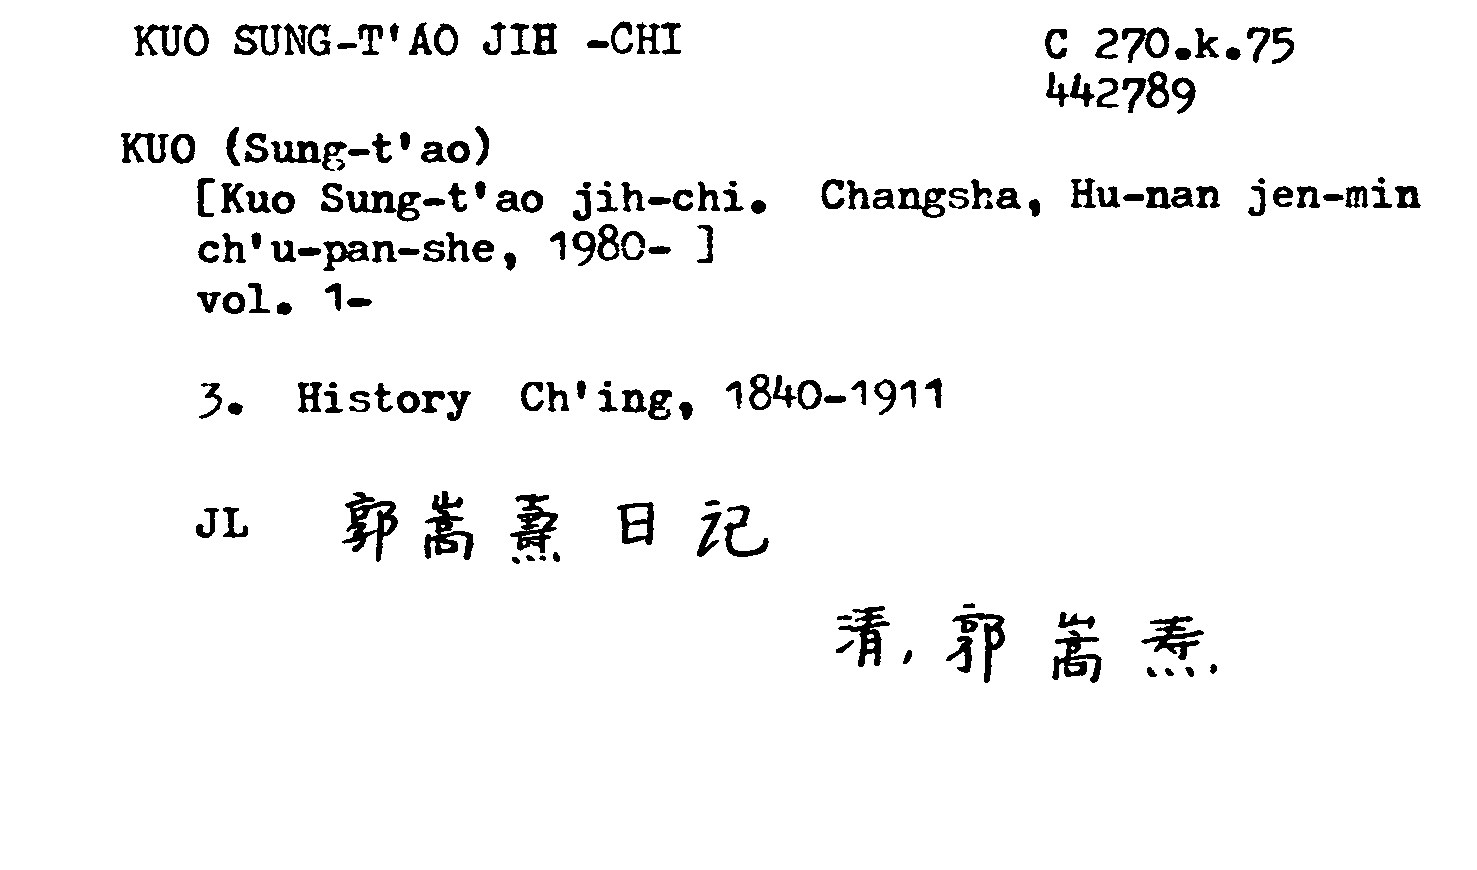 KUO SUNG-T'AO JIH -CHI
C 270.k.75
442789
KUO (Sung-t'ao)
[Kuo Sung-t'ao jih-chi. Changsha, Hu-nan jen-min
ch'u-pan-she, 1980- ]
vol. 1-
3. History Ch'ing, 1840-1911
JL 郭嵩燾日记
清, 郭嵩焘.